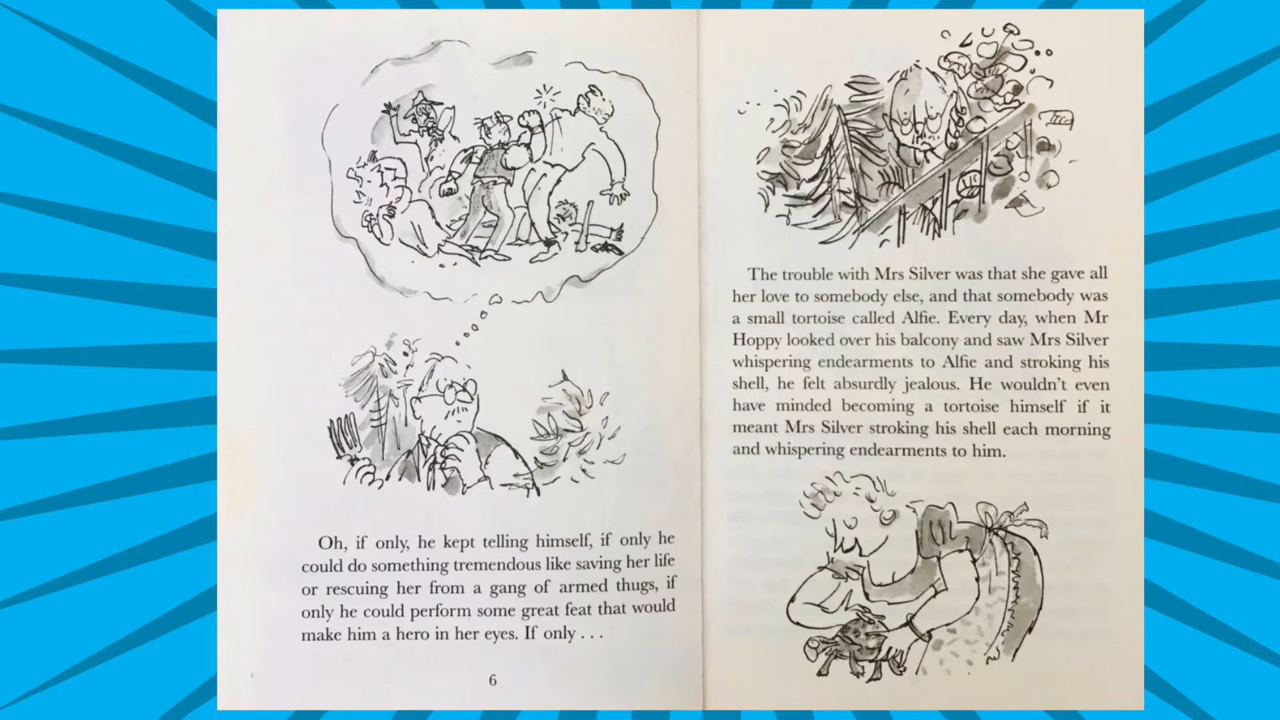 Oh, if only, he kept telling himself, if only he
could do something tremendous like saving her life
or rescuing her from a gang of armed thugs, if
only he could perform some great feat that would
make him a hero in her eyes. If only . . .
6
The trouble with Mrs Silver was that she gave all
her love to somebody else, and that somebody was
a small tortoise called Alfie. Every day, when Mr
Hoppy looked over his balcony and saw Mrs Silver
whispering endearments to Alfie and stroking his
shell, he felt absurdly jealous. He wouldn't even
have minded becoming a tortoise himself if it
meant Mrs Silver stroking his shell each morning
and whispering endearments to him.